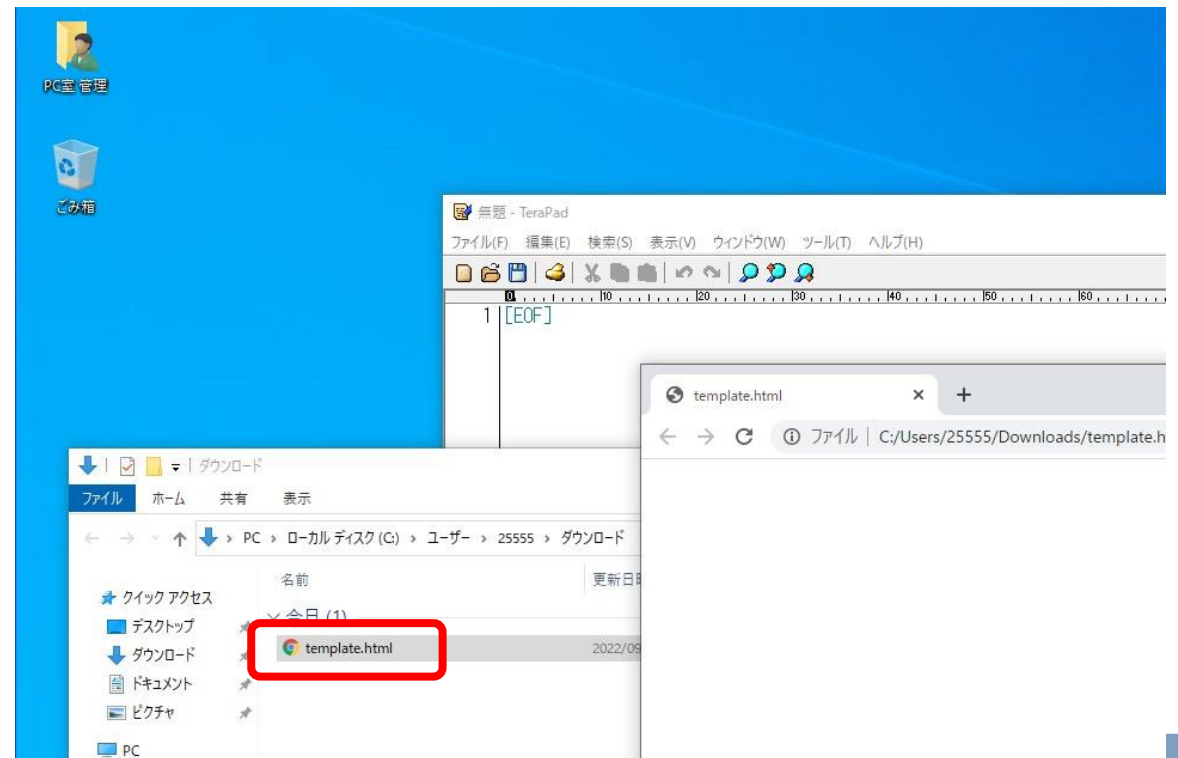 PC室 管理
ごみ箱
無題 - TeraPad
ファイル(F) 編集(E) 検索(S) 表示(V) ウィンドウ(W) ツール(T) ヘルプ(H)
0 10 20 30 40 50 60
1 [EOF]
template.html
ファイル | C:/Users/25555/Downloads/template.h
ダウンロード
ファイル ホーム 共有 表示
PC › ローカル ディスク (C:) › ユーザー › 25555 › ダウンロード
名前 更新日
クイック アクセス
今日 (1)
デスクトップ
template.html 2022/09
ダウンロード
ドキュメント
ピクチャ
PC